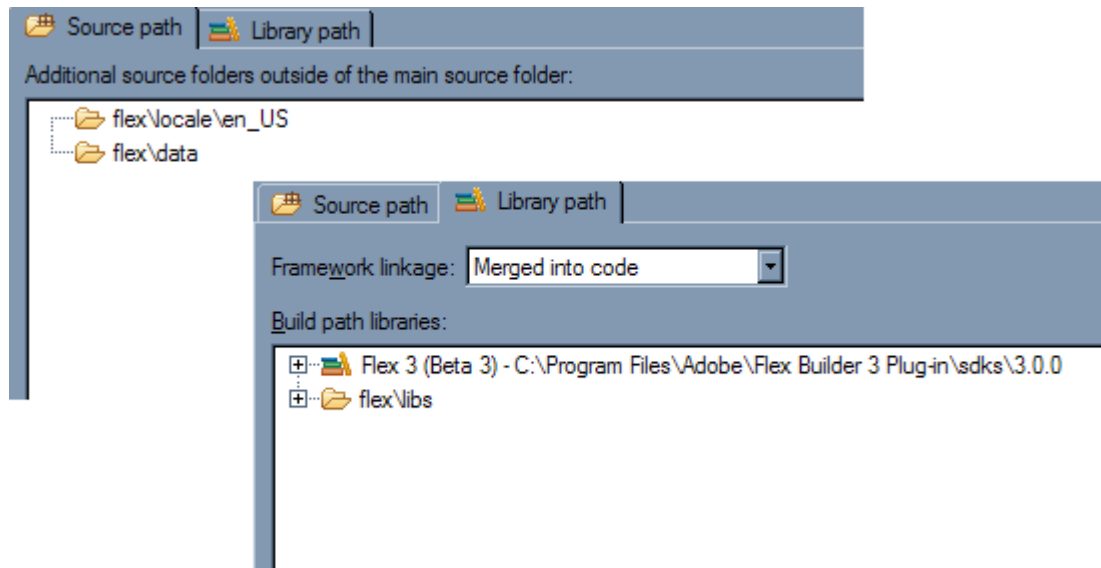 Source path Library path
Additional source folders outside of the main source folder:
flex\locale\en_US
flex\data
Source path Library path
Framework linkage: Merged into code
Build path libraries:
Flex 3 (Beta 3) - C:\Program Files\Adobe\Flex Builder 3 Plug-in\sdks\3.0.0
flex\libs